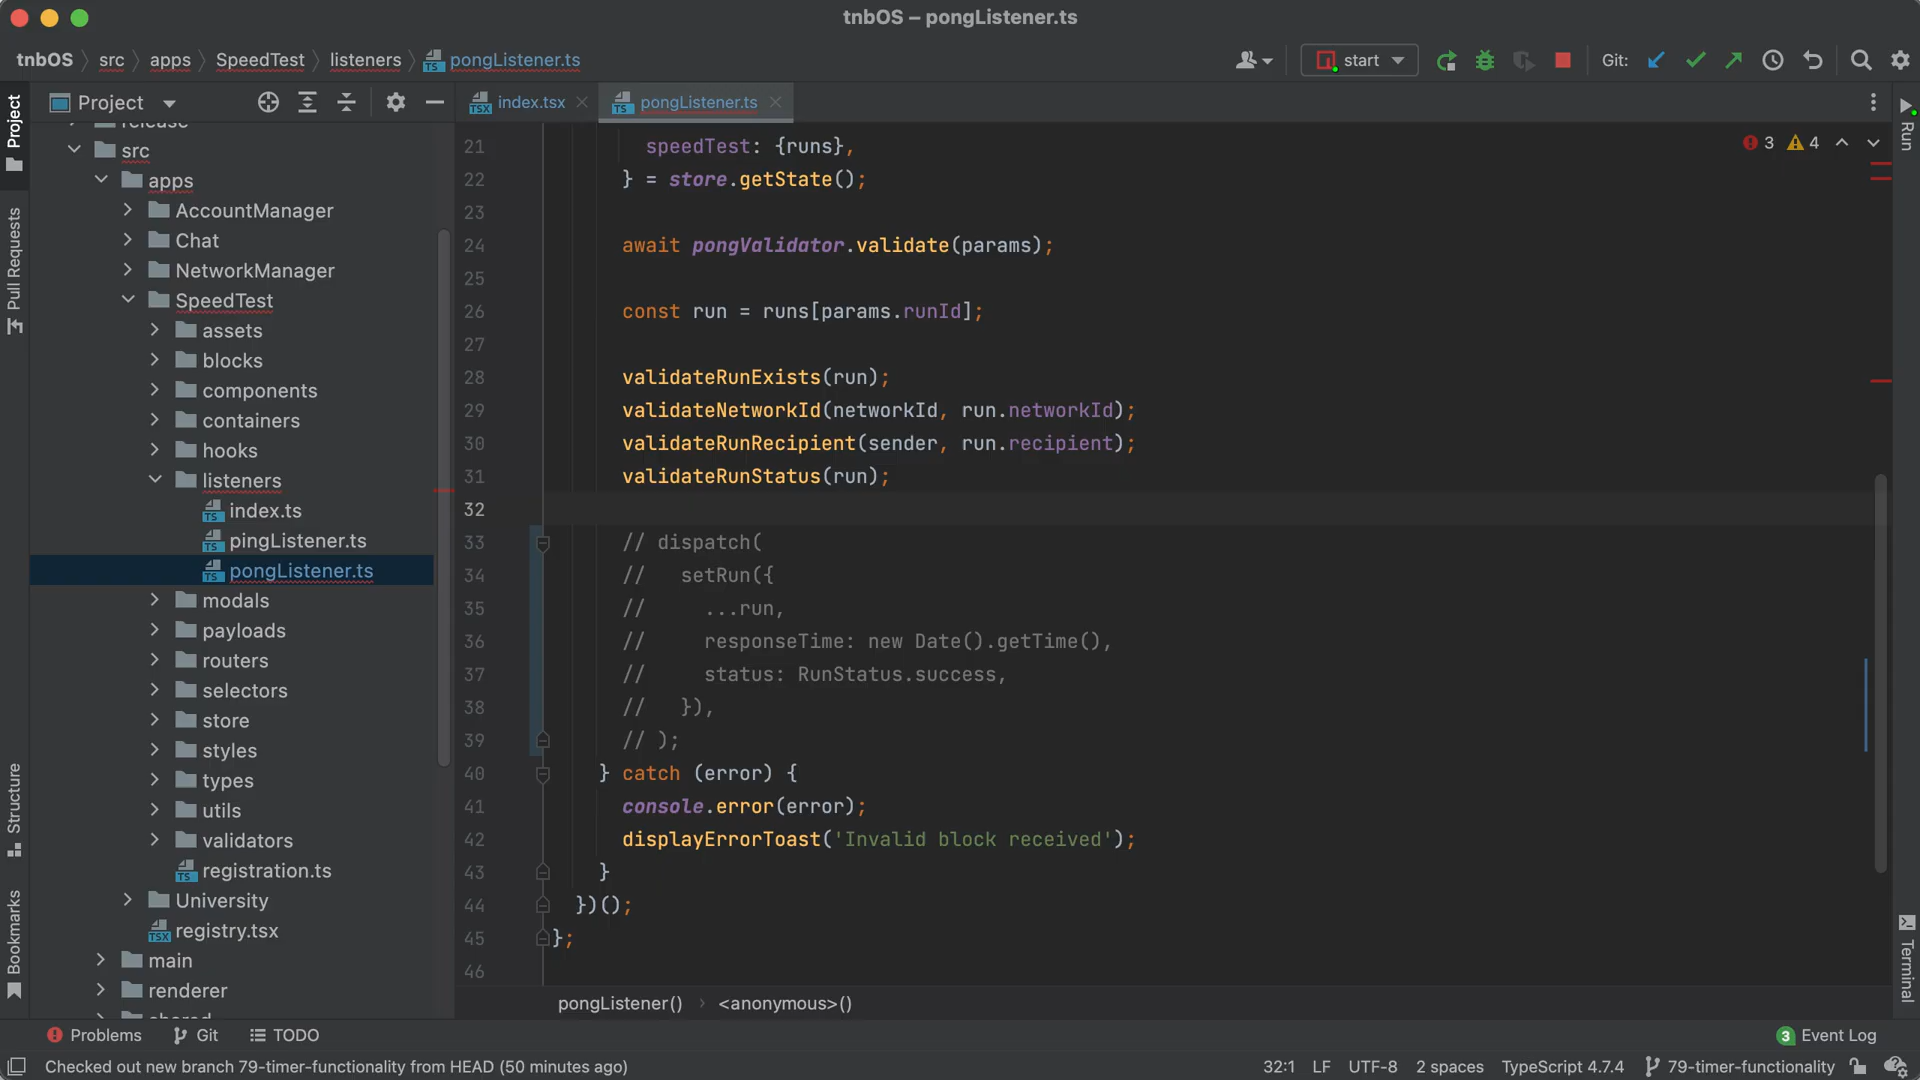 tnbOS – pongListener.ts
tnbOS src apps SpeedTest listeners pongListener.ts
start
Git:
Project
index.tsx
pongListener.ts
Project
Pull Requests
Structure
Bookmarks
Run
Terminal
release
src
apps
AccountManager
Chat
NetworkManager
SpeedTest
assets
blocks
components
containers
hooks
listeners
index.ts
pingListener.ts
pongListener.ts
modals
payloads
routers
selectors
store
styles
types
utils
validators
registration.ts
University
registry.tsx
main
renderer
shared
3 4
21 speedTest: {runs},
22 } = store.getState();
23
24 await pongValidator.validate(params);
25
26 const run = runs[params.runId];
27
28 validateRunExists(run);
29 validateNetworkId(networkId, run.networkId);
30 validateRunRecipient(sender, run.recipient);
31 validateRunStatus(run);
32
33 // dispatch(
34 //   setRun({
35 //     ...run,
36 //     responseTime: new Date().getTime(),
37 //     status: RunStatus.success,
38 //   }),
39 // );
40 } catch (error) {
41 console.error(error);
42 displayErrorToast('Invalid block received');
43 }
44 })();
45 };
46
pongListener() <anonymous>()
Problems Git TODO
3 Event Log
Checked out new branch 79-timer-functionality from HEAD (50 minutes ago)
32:1 LF UTF-8 2 spaces TypeScript 4.7.4 79-timer-functionality